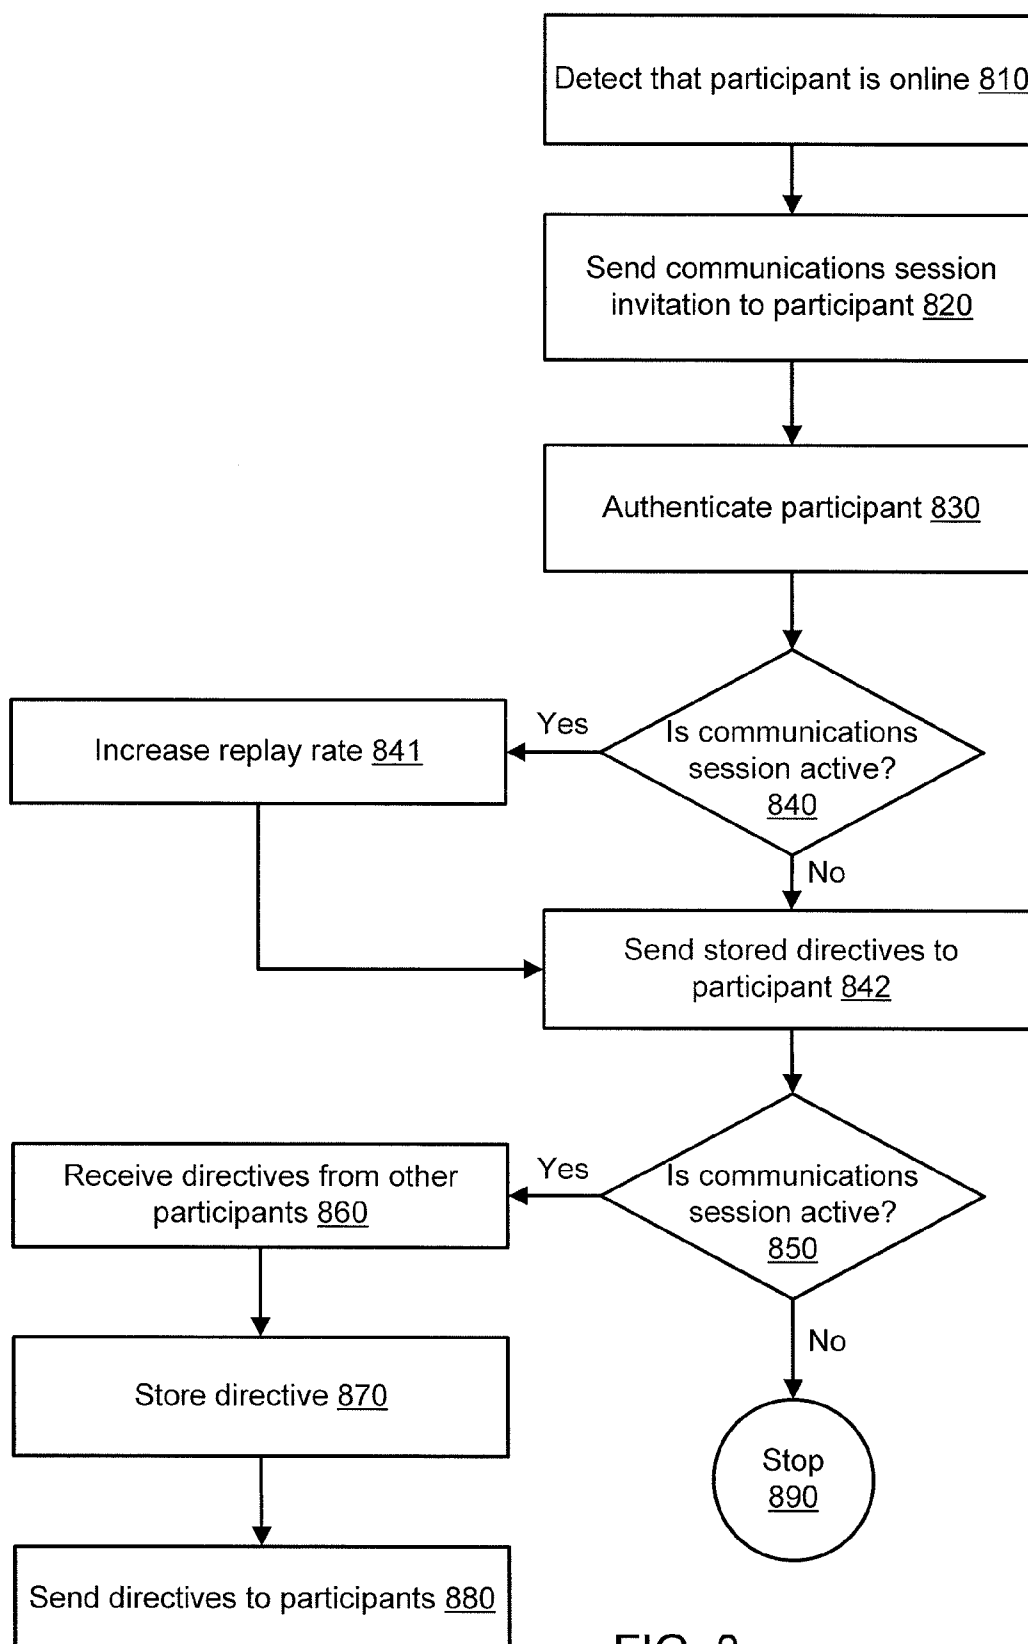 Detect that participant is online 810
Send communications session
invitation to participant 820
Authenticate participant 830
Is communications
session active?
840
Yes
Increase replay rate 841
No
Send stored directives to
participant 842
Is communications
session active?
850
Yes
Receive directives from other
participants 860
No
Store directive 870
Stop
890
Send directives to participants 880
FIG.